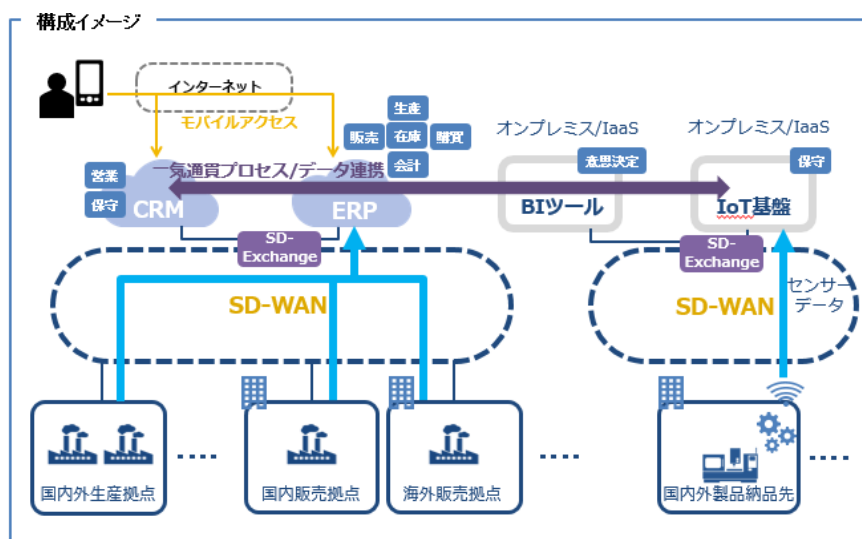 構成イメージ
インターネット
モバイルアクセス
生産
販売
在庫
購買
会計
オンプレミス/IaaS
オンプレミス/IaaS
意思決定
保守
一気通貫プロセス/データ連携
営業
保守
CRM
ERP
BIツール
IoT基盤
SD-
Exchange
SD-
Exchange
SD-WAN
SD-WAN
センサー
データ
国内外生産拠点
国内販売拠点
海外販売拠点
国内外製品納品先